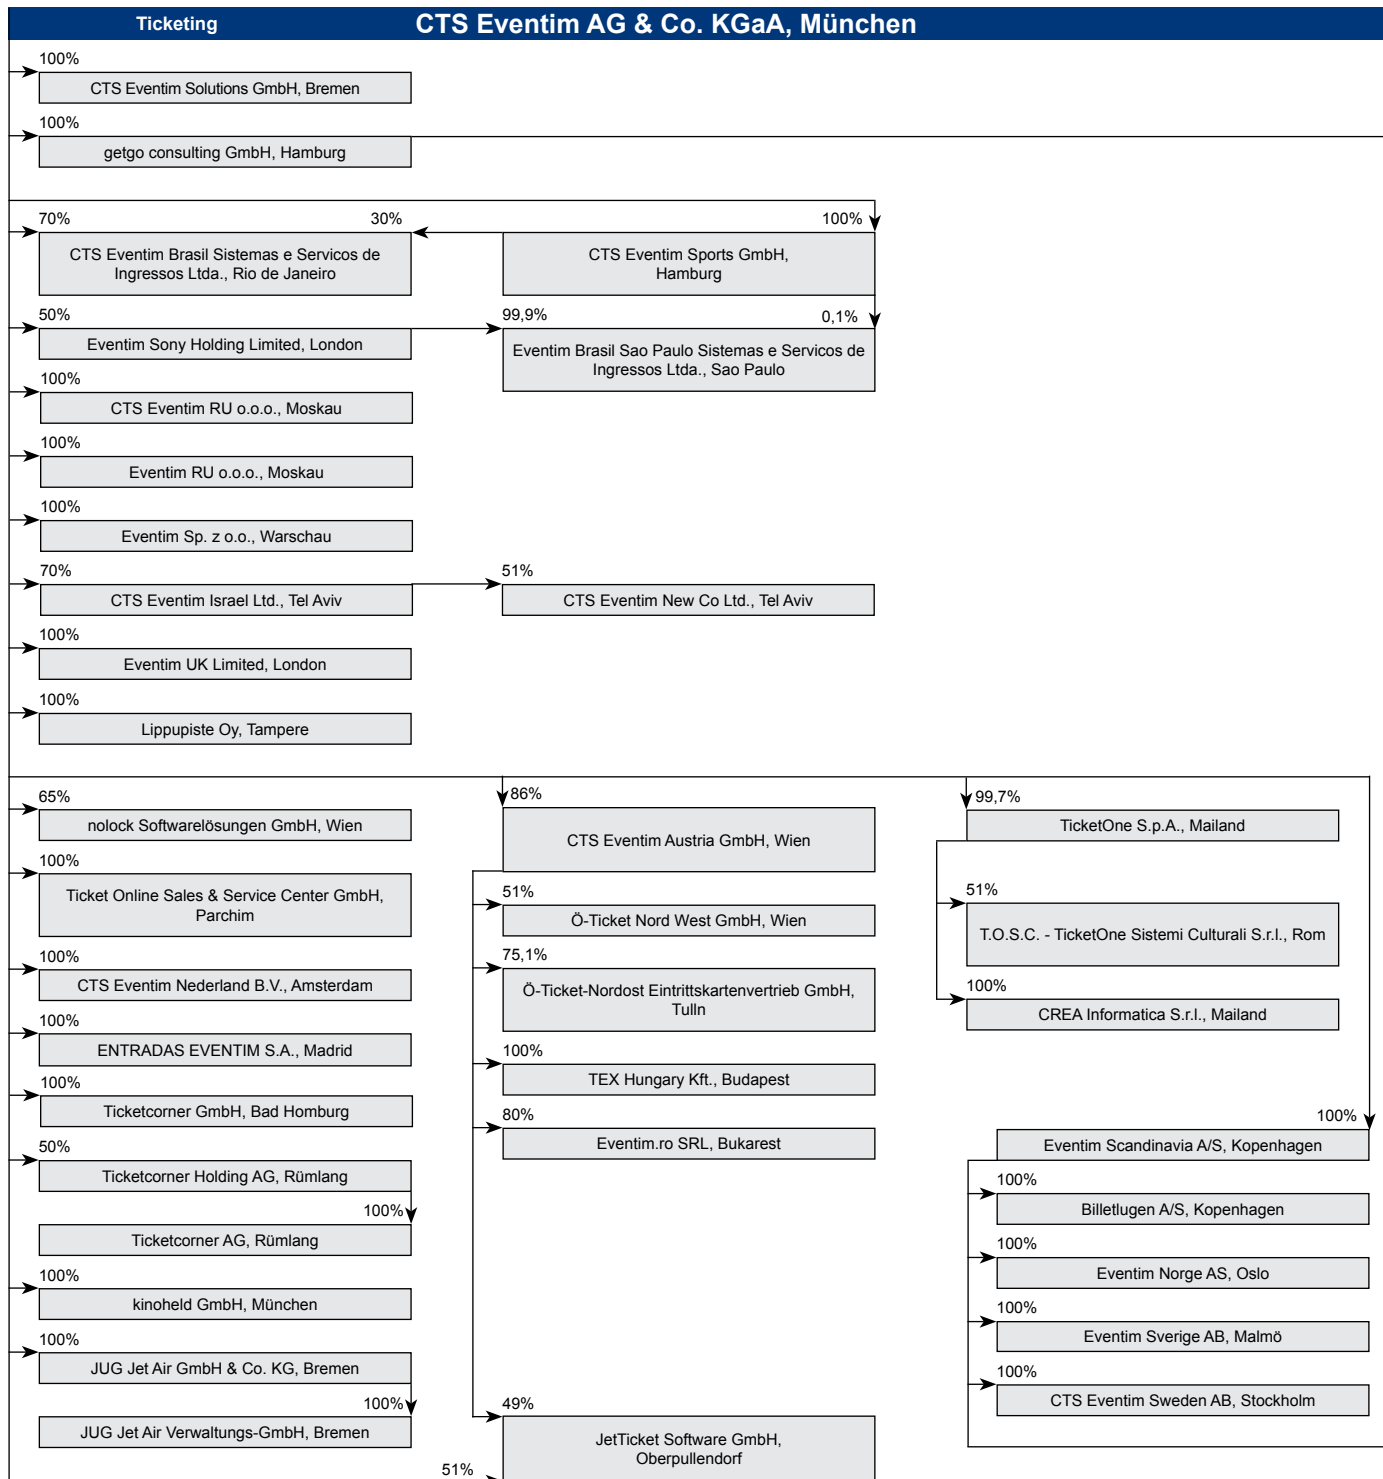 Ticketing
CTS Eventim AG & Co. KGaA, München
100%
CTS Eventim Solutions GmbH, Bremen
100%
getgo consulting GmbH, Hamburg
70%
30%
CTS Eventim Brasil Sistemas e Servicos de
Ingressos Ltda., Rio de Janeiro
100%
CTS Eventim Sports GmbH,
Hamburg
50%
Eventim Sony Holding Limited, London
99,9%
0,1%
Eventim Brasil Sao Paulo Sistemas e Servicos de
Ingressos Ltda., Sao Paulo
100%
CTS Eventim RU o.o.o., Moskau
100%
Eventim RU o.o.o., Moskau
100%
Eventim Sp. z o.o., Warschau
70%
CTS Eventim Israel Ltd., Tel Aviv
51%
CTS Eventim New Co Ltd., Tel Aviv
100%
Eventim UK Limited, London
100%
Lippupiste Oy, Tampere
65%
nolock Softwarelösungen GmbH, Wien
100%
Ticket Online Sales & Service Center GmbH,
Parchim
100%
CTS Eventim Nederland B.V., Amsterdam
100%
ENTRADAS EVENTIM S.A., Madrid
100%
Ticketcorner GmbH, Bad Homburg
50%
Ticketcorner Holding AG, Rümlang
100%
Ticketcorner AG, Rümlang
100%
kinoheld GmbH, München
100%
JUG Jet Air GmbH & Co. KG, Bremen
100%
JUG Jet Air Verwaltungs-GmbH, Bremen
86%
CTS Eventim Austria GmbH, Wien
51%
Ö-Ticket Nord West GmbH, Wien
75,1%
Ö-Ticket-Nordost Eintrittskartenvertrieb GmbH,
Tulln
100%
TEX Hungary Kft., Budapest
80%
Eventim.ro SRL, Bukarest
49%
JetTicket Software GmbH,
Oberpullendorf
51%
99,7%
TicketOne S.p.A., Mailand
51%
T.O.S.C. - TicketOne Sistemi Culturali S.r.l., Rom
100%
CREA Informatica S.r.l., Mailand
100%
Eventim Scandinavia A/S, Kopenhagen
100%
Billetlugen A/S, Kopenhagen
100%
Eventim Norge AS, Oslo
100%
Eventim Sverige AB, Malmö
100%
CTS Eventim Sweden AB, Stockholm